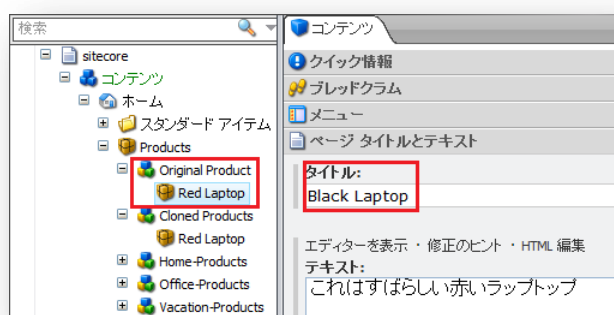 検索
sitecore
コンテンツ
ホーム
スタンダード アイテム
Products
Original Product
Red Laptop
Cloned Products
Red Laptop
Home-Products
Office-Products
Vacation-Products
コンテンツ
クイック情報
ブレッドクラム
メニュー
ページ タイトルとテキスト
タイトル:
Black Laptop
エディターを表示 ・ 修正のヒント ・ HTML 編集
テキスト:
これはすばらしい赤いラップトップ